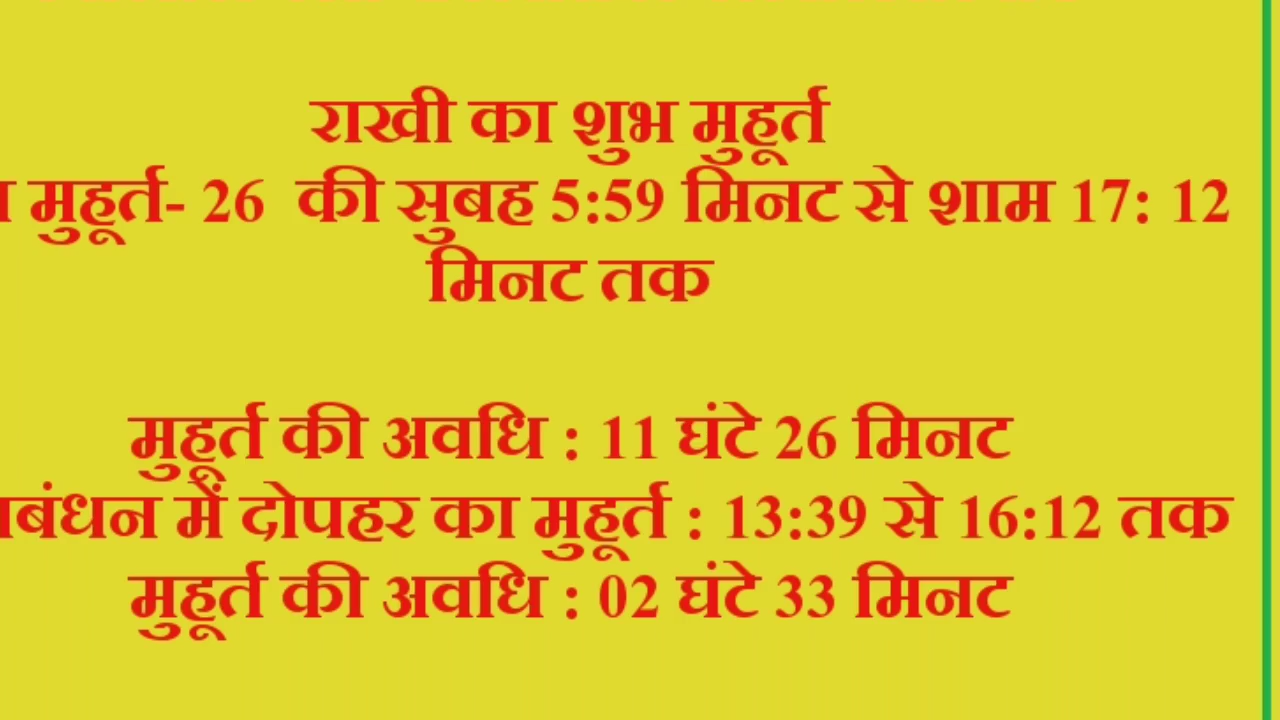 राखी का शुभ मुहूर्त
मुहूर्त- 26 की सुबह 5:59 मिनट से शाम 17: 12
मिनट तक
मुहूर्त की अवधि : 11 घंटे 26 मिनट
में दोपहर का मुहूर्त : 13:39 से 16:12 तक
मुहूर्त की अवधि : 02 घंटे 33 मिनट